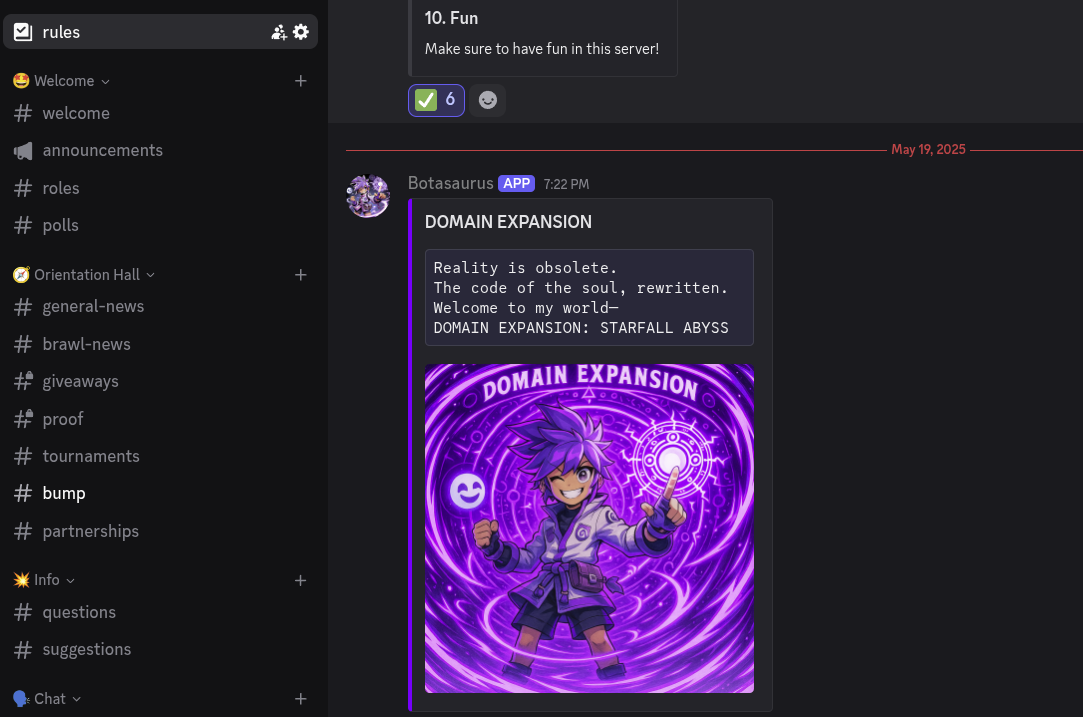 rules
Welcome
welcome
announcements
roles
polls
Orientation Hall
general-news
brawl-news
giveaways
proof
tournaments
bump
partnerships
Info
questions
suggestions
Chat
10. Fun
Make sure to have fun in this server!
6
May 19, 2025
Botasaurus APP 7:22 PM
DOMAIN EXPANSION
Reality is obsolete.
The code of the soul, rewritten.
Welcome to my world—
DOMAIN EXPANSION: STARFALL ABYSS
DOMAIN EXPANSION